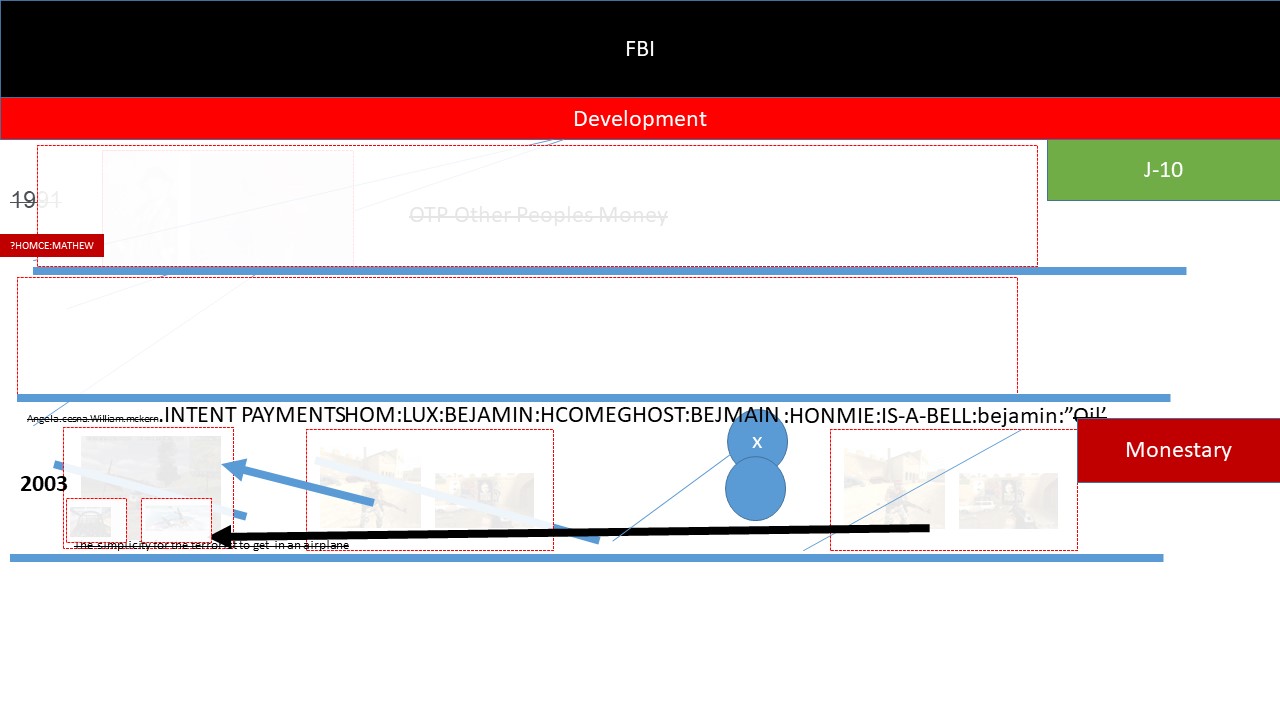 FBI
Development
J-10
1991
OTP Other Peoples Money
?HOMCE:MATHEW
Angela.cesna.William.mckern.INTENT PAYMENTSHOM:LUX:BEJAMIN:HCOMEGHOST:BEJMAIN :HONMIE:IS-A-BELL:bejamin:”Oil’
x
Monestary
2003
The simplicity for the terrorist to get in an airplane